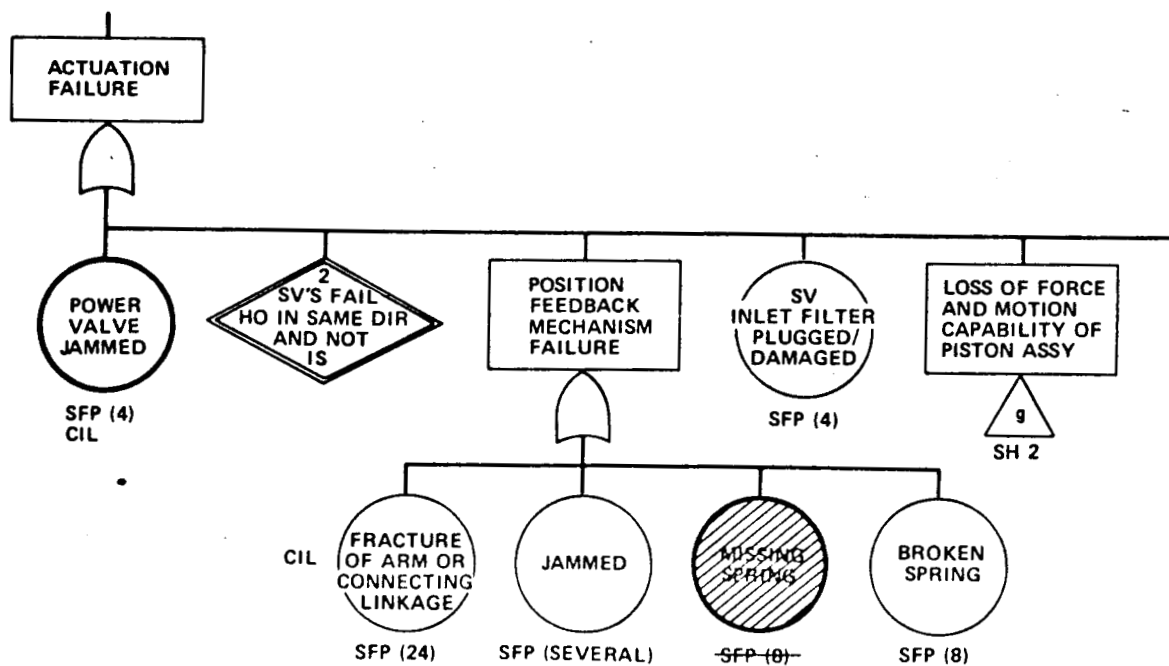 ACTUATION
FAILURE
POWER
VALVE
JAMMED
SFP (4)
CIL
2
SV'S FAIL
HO IN SAME DIR
AND NOT
IS
POSITION
FEEDBACK
MECHANISM
FAILURE
SV
INLET FILTER
PLUGGED/
DAMAGED
SFP (4)
LOSS OF FORCE
AND MOTION
CAPABILITY OF
PISTON ASSY
g
SH 2
CIL
FRACTURE
OF ARM OR
CONNECTING
LINKAGE
SFP (24)
JAMMED
SFP (SEVERAL)
MISSING
SPRING
SFP (8)
BROKEN
SPRING
SFP (8)